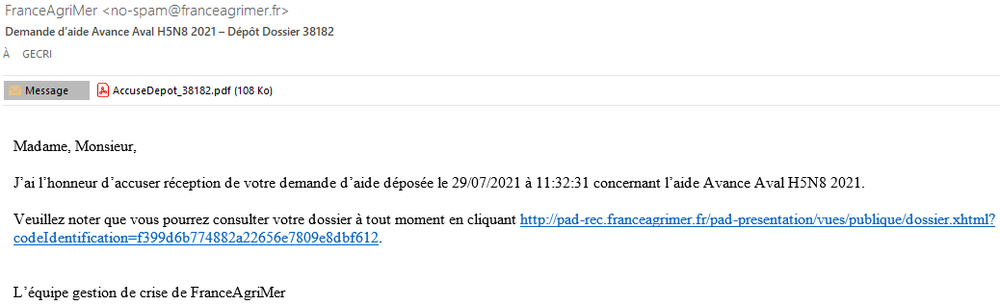 FranceAgriMer <no-spam@franceagrimer.fr>
Demande d'aide Avance Aval H5N8 2021 – Dépôt Dossier 38182
À GECRI
Message AccuseDepot_38182.pdf (108 Ko)
Madame, Monsieur,
J'ai l'honneur d'accuser réception de votre demande d'aide déposée le 29/07/2021 à 11:32:31 concernant l'aide Avance Aval H5N8 2021.
Veuillez noter que vous pourrez consulter votre dossier à tout moment en cliquant http://pad-rec.franceagrimer.fr/pad-presentation/vues/publique/dossier.xhtml?
codeIdentification=f399d6b774882a22656e7809e8dbf612.
L'équipe gestion de crise de FranceAgriMer